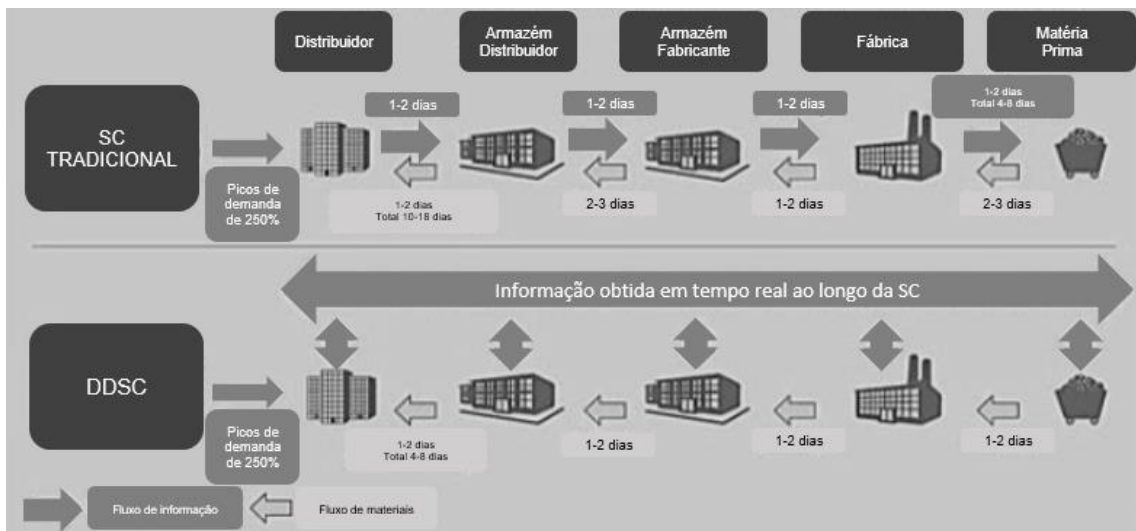 Distribuidor
Armazém
Distribuidor
Armazém
Fabricante
Fábrica
Matéria
Prima
SC
TRADICIONAL
1-2 dias
1-2 dias
1-2 dias
1-2 dias
Total 4-8 dias
Picos de
demanda
de 250%
1-2 dias
Total 10-18 dias
2-3 dias
1-2 dias
2-3 dias
Informação obtida em tempo real ao longo da SC
DDSC
Picos de
demanda
de 250%
1-2 dias
Total 4-8 dias
1-2 dias
1-2 dias
1-2 dias
Fluxo de informação
Fluxo de materiais